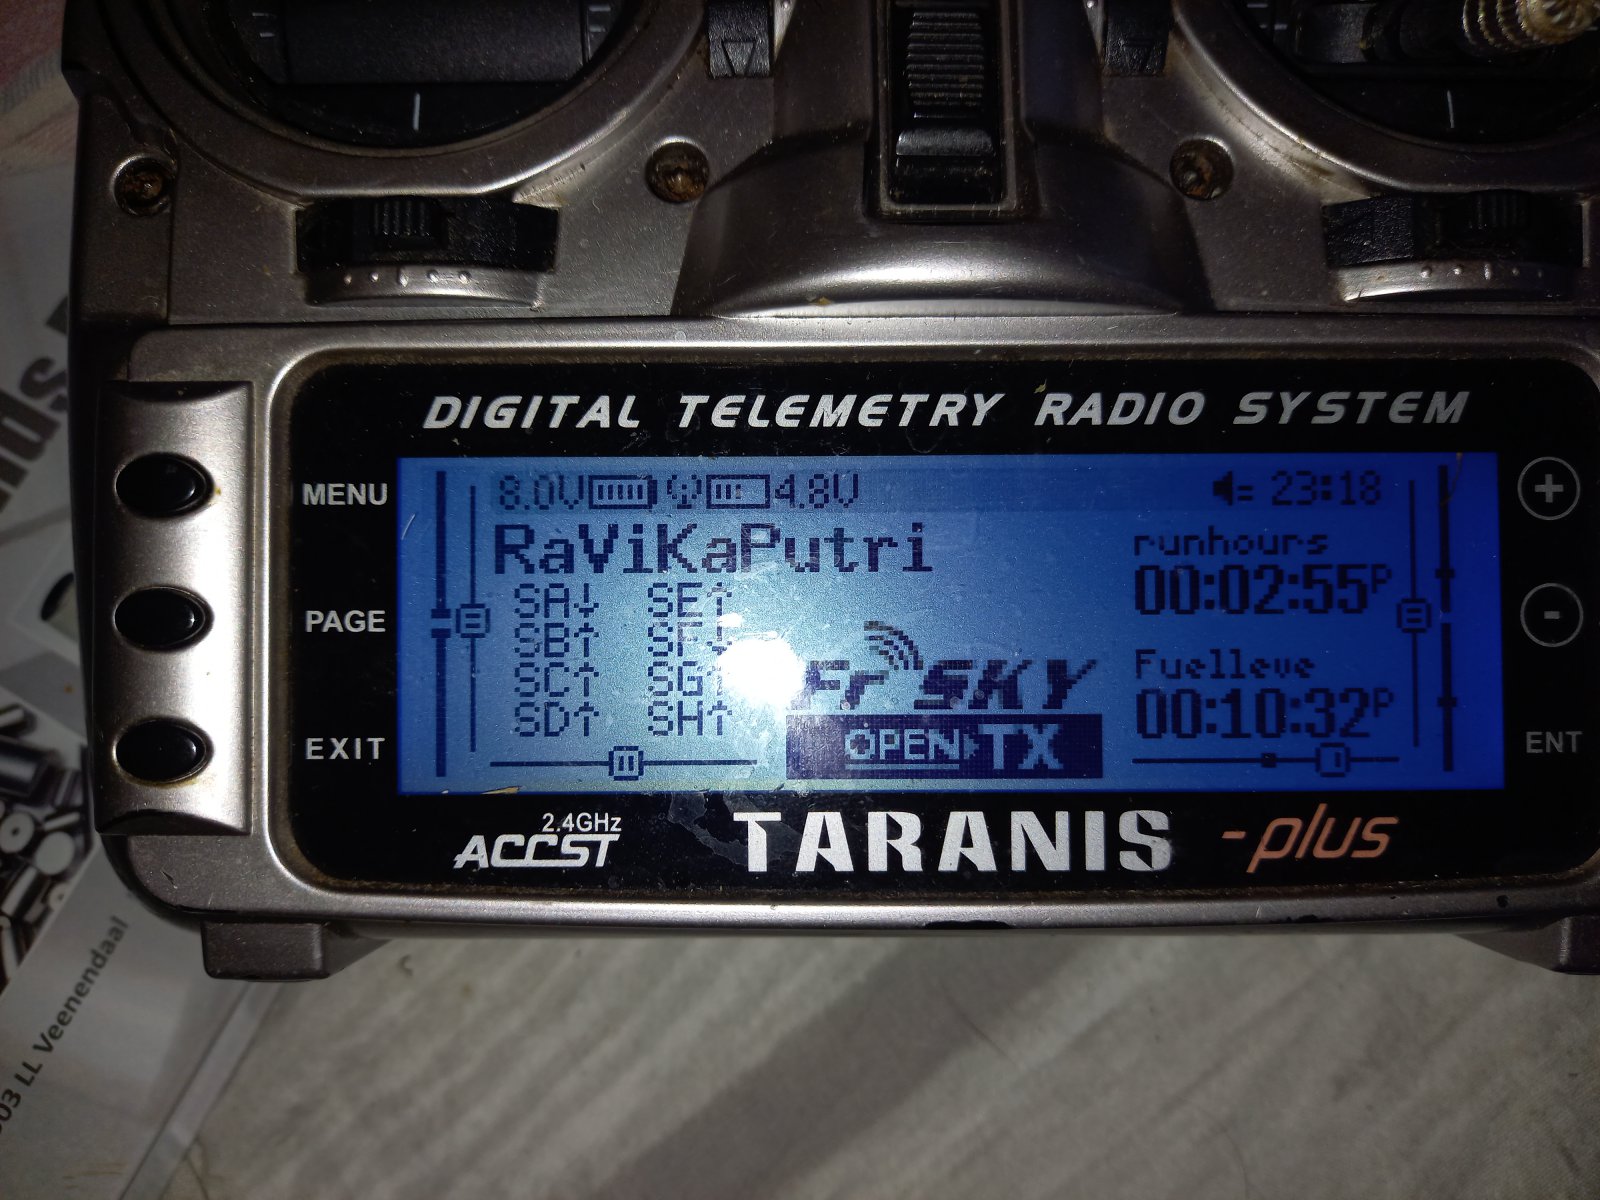 DIGITAL TELEMETRY RADIO SYSTEM
MENU
PAGE
EXIT
8.0V 4.8V 23:18
RaViKaPutri
SA↓ SE↑
SB↑ SF↓
SC↑ SG↑
SD↑ SH↑
FrSKY
OPEN TX
runhours
00:02:55P
Fuelleve
00:10:32P
+
-
ENT
2.4GHz
ACCST
TARANIS -plus
03 LL Veenendaal